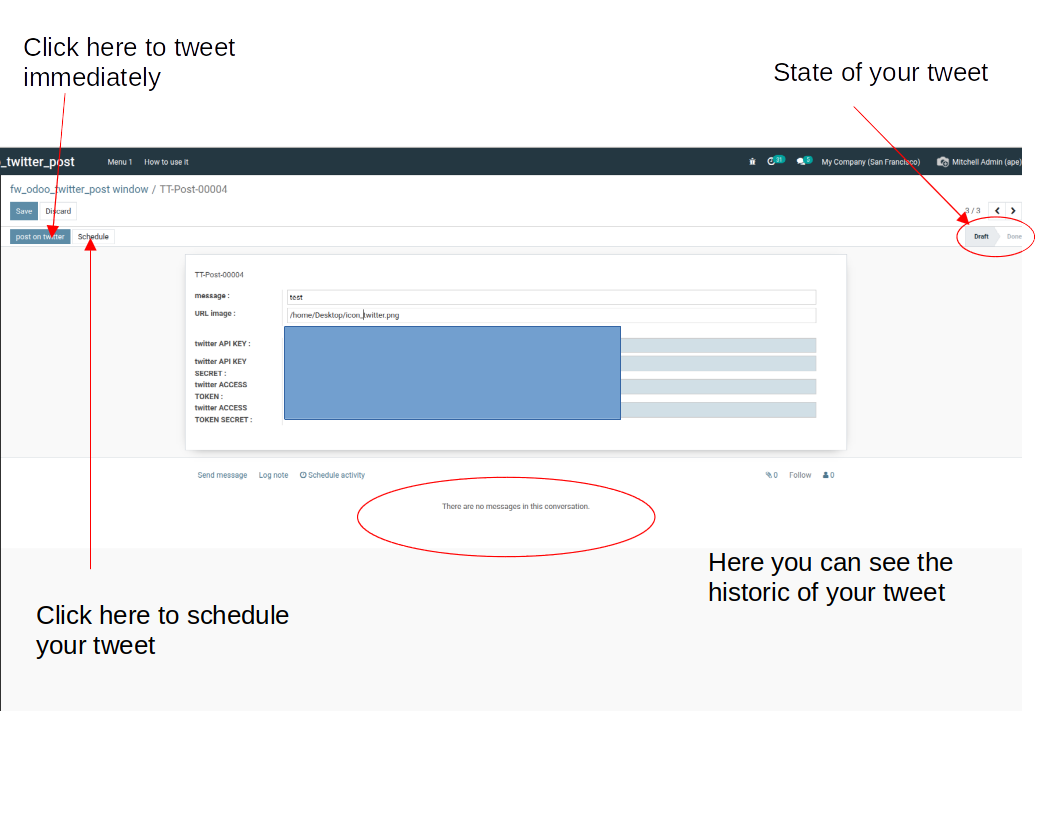 Click here to tweet
immediately
State of your tweet
_twitter_post Menu 1 How to use it 21 5 My Company (San Francisco) Mitchell Admin (ape)
fw_odoo_twitter_post window / TT-Post-00004
Save Discard 3 / 3
post on twitter Schedule Draft Done
TT-Post-00004
message : test
URL image : /home/Desktop/icon_twitter.png
twitter API KEY :
twitter API KEY
SECRET :
twitter ACCESS
TOKEN :
twitter ACCESS
TOKEN SECRET :
Send message Log note Schedule activity 0 Follow 0
There are no messages in this conversation.
Here you can see the
historic of your tweet
Click here to schedule
your tweet